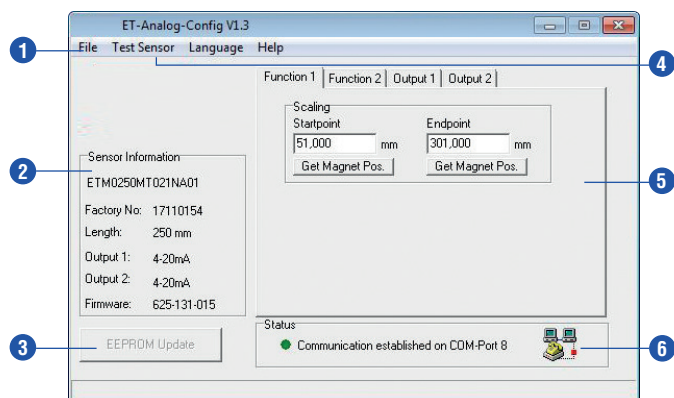 ET-Analog-Config V1.3
1
File Test Sensor Language Help
4
Function 1 Function 2 Output 1 Output 2
Scaling
Startpoint Endpoint
51,000 mm 301,000 mm
Get Magnet Pos. Get Magnet Pos.
2
Sensor Information
ETM0250MT021NA01
5
Factory No: 17110154
Length: 250 mm
Output 1: 4-20mA
Output 2: 4-20mA
Firmware: 625-131-015
3
EEPROM Update
Status
Communication established on COM-Port 8
6